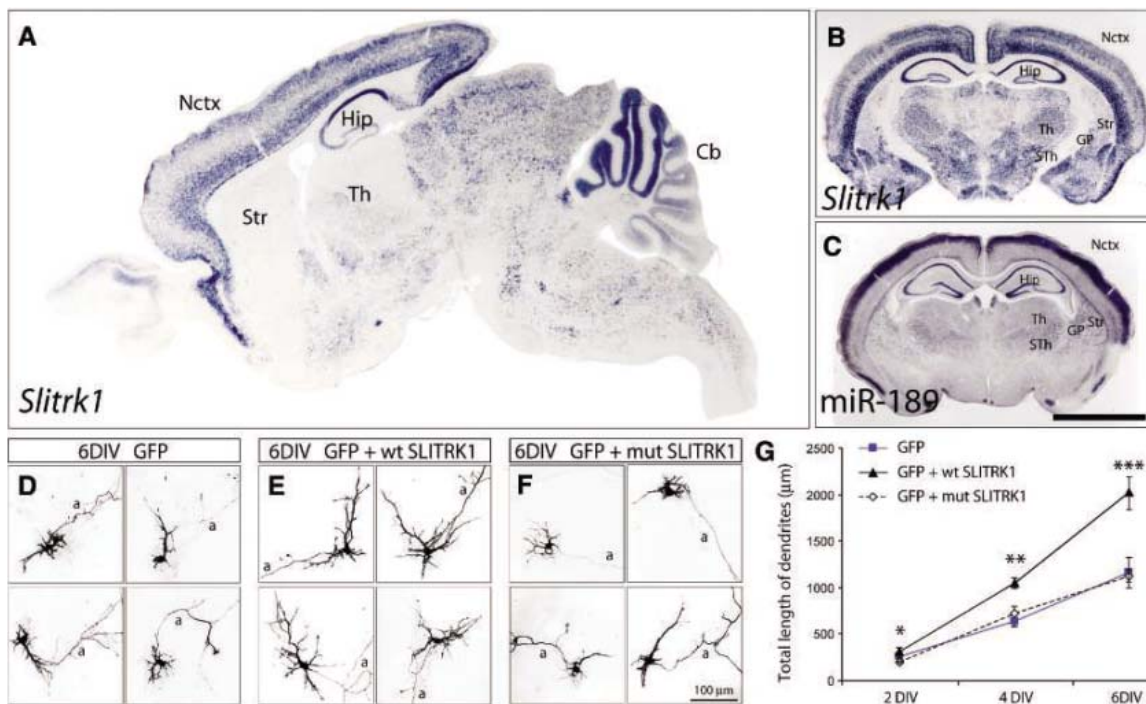 A
Nctx
Hip
Cb
Th
Str
Slitrk1
B
Nctx
Hip
Th
Str
GP
STh
Slitrk1
C
Nctx
Hip
Th
Str
GP
STh
miR-189
6DIV GFP
6DIV GFP + wt SLITRK1
6DIV GFP + mut SLITRK1
D
a
a
a
a
E
a
a
a
a
F
a
a
a
a
100 µm
G
GFP
GFP + wt SLITRK1
GFP + mut SLITRK1
Total length of dendrites (µm)
2500
2000
1500
1000
500
0
*
**
***
2 DIV
4 DIV
6DIV